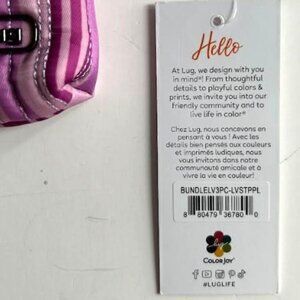 Hello
At Lug, we design with you
in mind®! From thoughtful
details to playful colors &
prints, we invite you into our
friendly community and to
live life in color®
Chez Lug, nous concevons en
pensant à vous ! Avec les
détails bien pensés aux couleurs
et imprimés ludiques, nous
vous invitons dans notre
communauté amicale et à
vivre la vie en couleur!
BUNDLELV3PC-LVSTPPL
8 80479 36780 0
lug
COLORJOY
#LUGLIFE